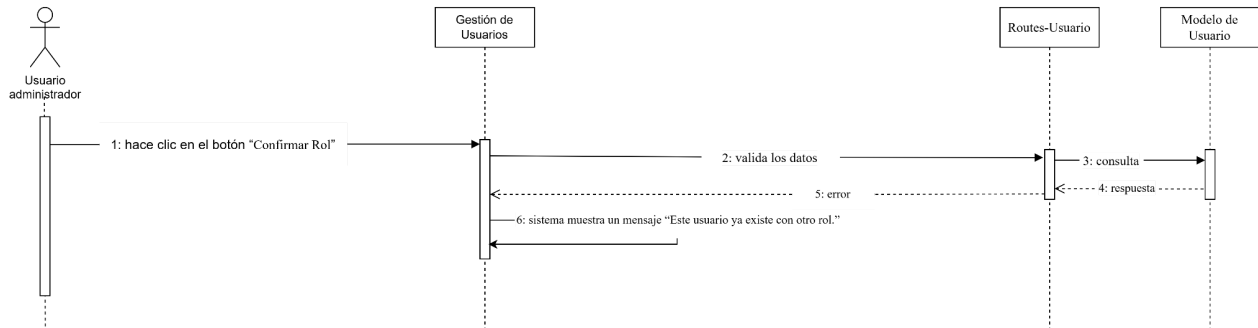 Usuario
administrador
Gestión de
Usuarios
Routes-Usuario
Modelo de
Usuario
1: hace clic en el botón “Confirmar Rol”
2: valida los datos
3: consulta
4: respuesta
5: error
6: sistema muestra un mensaje “Este usuario ya existe con otro rol.”